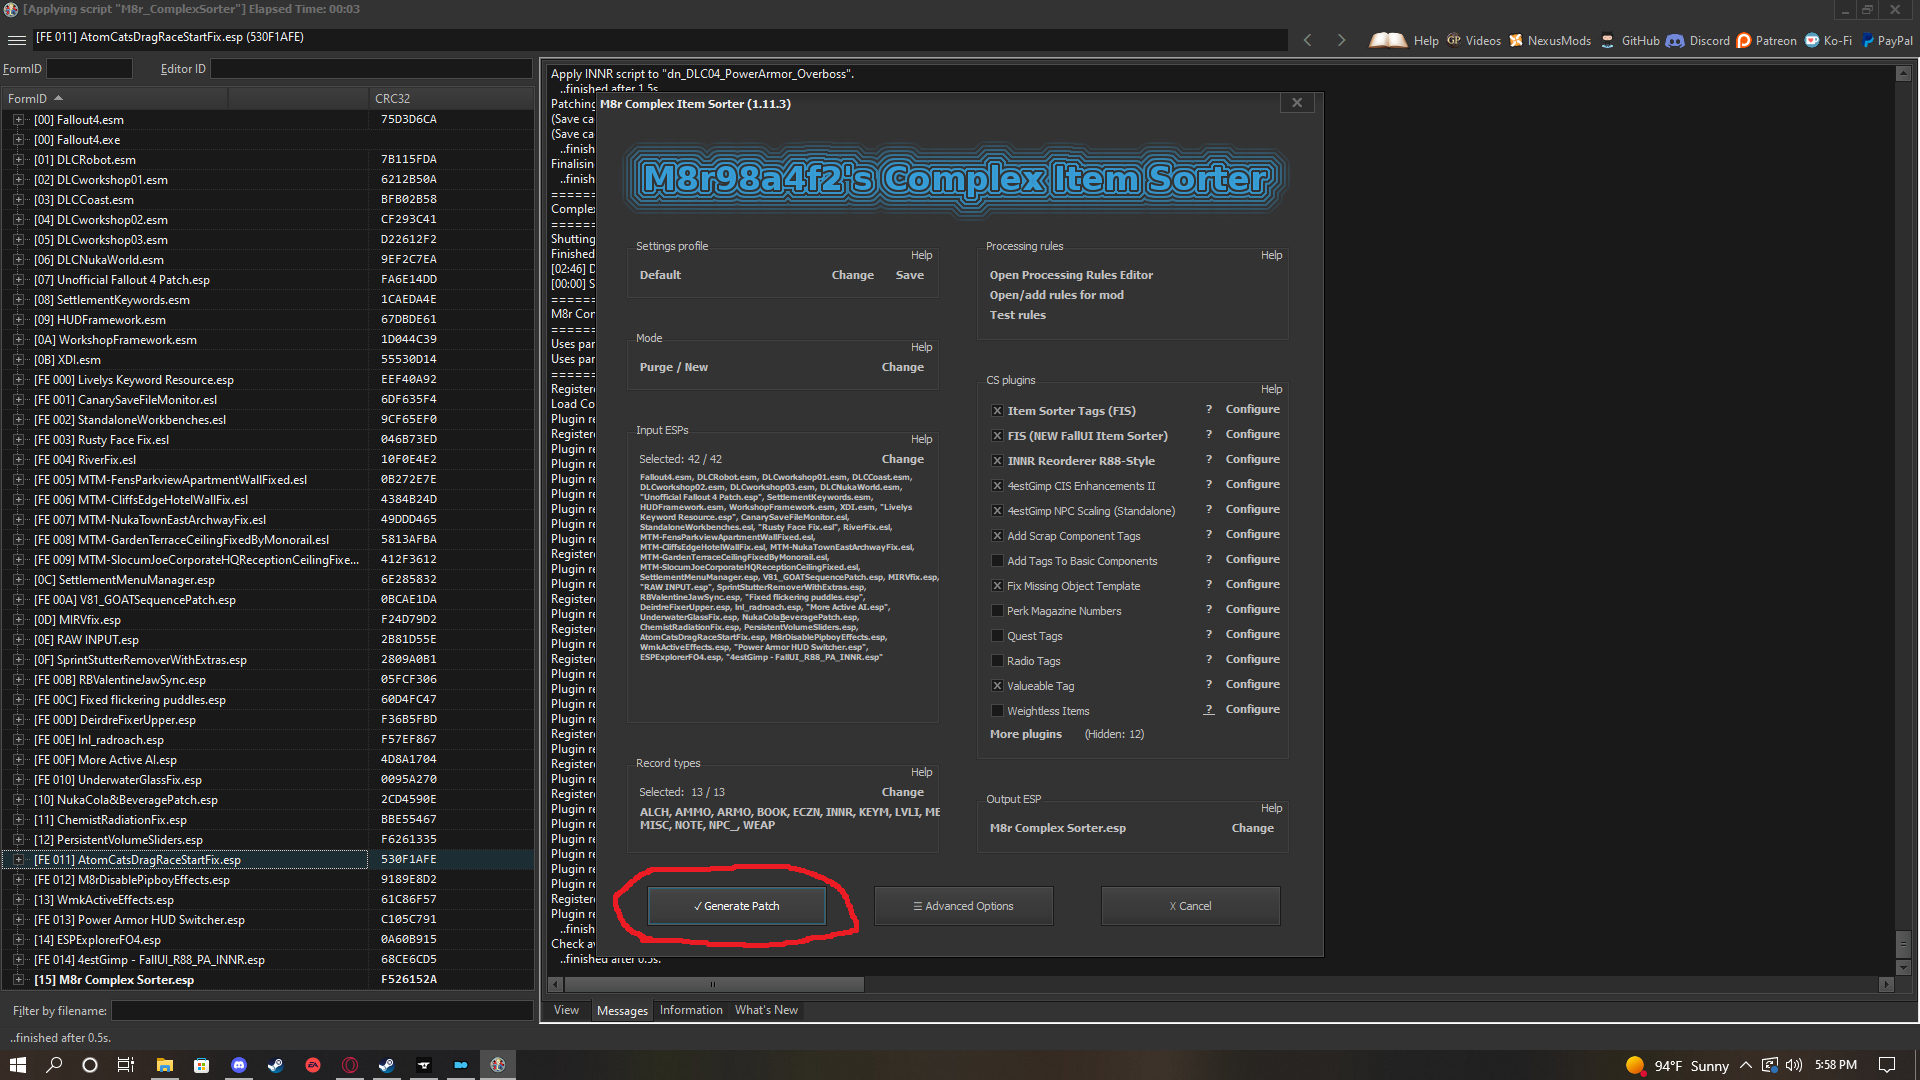 [Applying script "M8r_ComplexSorter"] Elapsed Time: 00:03
[FE 011] AtomCatsDragRaceStartFix.esp (530F1AFE)
Help Videos NexusMods GitHub Discord Patreon Ko-Fi PayPal
FormID Editor ID
FormID CRC32
[00] Fallout4.esm 75D3D6CA
[00] Fallout4.exe
[01] DLCRobot.esm 7B115FDA
[02] DLCworkshop01.esm 6212B50A
[03] DLCCoast.esm BFB02B58
[04] DLCworkshop02.esm CF293C41
[05] DLCworkshop03.esm D22612F2
[06] DLCNukaWorld.esm 9EF2C7EA
[07] Unofficial Fallout 4 Patch.esp FA6E14DD
[08] SettlementKeywords.esm 1CAEDA4E
[09] HUDFramework.esm 67DBDE61
[0A] WorkshopFramework.esm 1D044C39
[0B] XDI.esm 55530D14
[FE 000] Livelys Keyword Resource.esp EEF40A92
[FE 001] CanarySaveFileMonitor.esl 6DF635F4
[FE 002] StandaloneWorkbenches.esl 9CF65EF0
[FE 003] Rusty Face Fix.esl 046B73ED
[FE 004] RiverFix.esl 10F0E4E2
[FE 005] MTM-FensParkviewApartmentWallFixed.esl 0B272E7E
[FE 006] MTM-CliffsEdgeHotelWallFix.esl 4384B24D
[FE 007] MTM-NukaTownEastArchwayFix.esl 49DDD465
[FE 008] MTM-GardenTerraceCeilingFixedByMonorail.esl 5813AFBA
[FE 009] MTM-SlocumJoeCorporateHQReceptionCeilingFixe... 412F3612
[0C] SettlementMenuManager.esp 6E285832
[FE 00A] V81_GOATSequencePatch.esp 0BCAE1DA
[0D] MIRVfix.esp F24D79D2
[0E] RAW INPUT.esp 2B81D55E
[0F] SprintStutterRemoverWithExtras.esp 2809A0B1
[FE 00B] RBValentineJawSync.esp 05FCF306
[FE 00C] Fixed flickering puddles.esp 60D4FC47
[FE 00D] DeirdreFixerUpper.esp F36B5FBD
[FE 00E] lnl_radroach.esp F57EF867
[FE 00F] More Active AI.esp 4D8A1704
[FE 010] UnderwaterGlassFix.esp 0095A270
[10] NukaCola&BeveragePatch.esp 2CD4590E
[11] ChemistRadiationFix.esp BBE55467
[12] PersistentVolumeSliders.esp F6261335
[FE 011] AtomCatsDragRaceStartFix.esp 530F1AFE
[FE 012] M8rDisablePipboyEffects.esp 9189E8D2
[13] WmkActiveEffects.esp 61C86F57
[FE 013] Power Armor HUD Switcher.esp C105C791
[14] ESPExplorerFO4.esp 0A60B915
[FE 014] 4estGimp - FallUI_R88_PA_INNR.esp 68CE6CD5
[15] M8r Complex Sorter.esp F526152A
Filter by filename:
..finished after 0.5s.
Apply INNR script to "dn_DLC04_PowerArmor_Overboss".
..finished after 1.5s
Patching
(Save ca
(Save ca
..finish
Finalisin
..finish
=======
Comple
=======
Shutting
Finished
[02:46] D
[00:00] S
=======
M8r Cor
=======
Uses par
Uses par
=======
Registere
Load Co
Plugin re
Registere
Plugin re
Plugin re
Plugin re
Plugin re
Plugin re
Plugin re
Registere
Plugin re
Plugin re
Registere
Plugin re
Registere
Plugin re
Registere
Plugin re
Plugin re
Plugin re
Plugin re
Registere
Plugin re
Registere
Plugin re
Registere
Plugin re
Plugin re
Plugin re
Plugin re
Plugin re
Plugin re
Plugin re
Registere
Plugin re
..finish
Check av
..finished after 0.5s.
M8r Complex Item Sorter (1.11.3)
M8r98a4f2's Complex Item Sorter
Settings profile
Help
Default Change Save
Mode
Help
Purge / New Change
Input ESPs
Help
Selected: 42 / 42 Change
Fallout4.esm, DLCRobot.esm, DLCworkshop01.esm, DLCCoast.esm,
DLCworkshop02.esm, DLCworkshop03.esm, DLCNukaWorld.esm,
"Unofficial Fallout 4 Patch.esp", SettlementKeywords.esm,
HUDFramework.esm, WorkshopFramework.esm, XDI.esm, "Livelys
Keyword Resource.esp", CanarySaveFileMonitor.esl,
StandaloneWorkbenches.esl, "Rusty Face Fix.esl", RiverFix.esl,
MTM-FensParkviewApartmentWallFixed.esl,
MTM-CliffsEdgeHotelWallFix.esl, MTM-NukaTownEastArchwayFix.esl,
MTM-GardenTerraceCeilingFixedByMonorail.esl,
MTM-SlocumJoeCorporateHQReceptionCeilingFixed.esl,
SettlementMenuManager.esp, V81_GOATSequencePatch.esp, MIRVfix.esp,
"RAW INPUT.esp", SprintStutterRemoverWithExtras.esp,
RBValentineJawSync.esp, "Fixed flickering puddles.esp",
DeirdreFixerUpper.esp, lnl_radroach.esp, "More Active AI.esp",
UnderwaterGlassFix.esp, NukaCola&BeveragePatch.esp,
ChemistRadiationFix.esp, PersistentVolumeSliders.esp,
AtomCatsDragRaceStartFix.esp, M8rDisablePipboyEffects.esp,
WmkActiveEffects.esp, "Power Armor HUD Switcher.esp",
ESPExplorerFO4.esp, "4estGimp - FallUI_R88_PA_INNR.esp"
Record types
Help
Selected: 13 / 13 Change
ALCH, AMMO, ARMO, BOOK, ECZN, INNR, KEYM, LVLI, ME
MISC, NOTE, NPC_, WEAP
Processing rules
Help
Open Processing Rules Editor
Open/add rules for mod
Test rules
CS plugins
Help
Item Sorter Tags (FIS) ? Configure
FIS (NEW FallUI Item Sorter) ? Configure
INNR Reorderer R88-Style ? Configure
4estGimp CIS Enhancements II ? Configure
4estGimp NPC Scaling (Standalone) ? Configure
Add Scrap Component Tags ? Configure
Add Tags To Basic Components ? Configure
Fix Missing Object Template ? Configure
Perk Magazine Numbers ? Configure
Quest Tags ? Configure
Radio Tags ? Configure
Valueable Tag ? Configure
Weightless Items ? Configure
More plugins (Hidden: 12)
Output ESP
Help
M8r Complex Sorter.esp Change
✓ Generate Patch ☰ Advanced Options X Cancel
View Messages Information What's New
94°F Sunny 5:58 PM